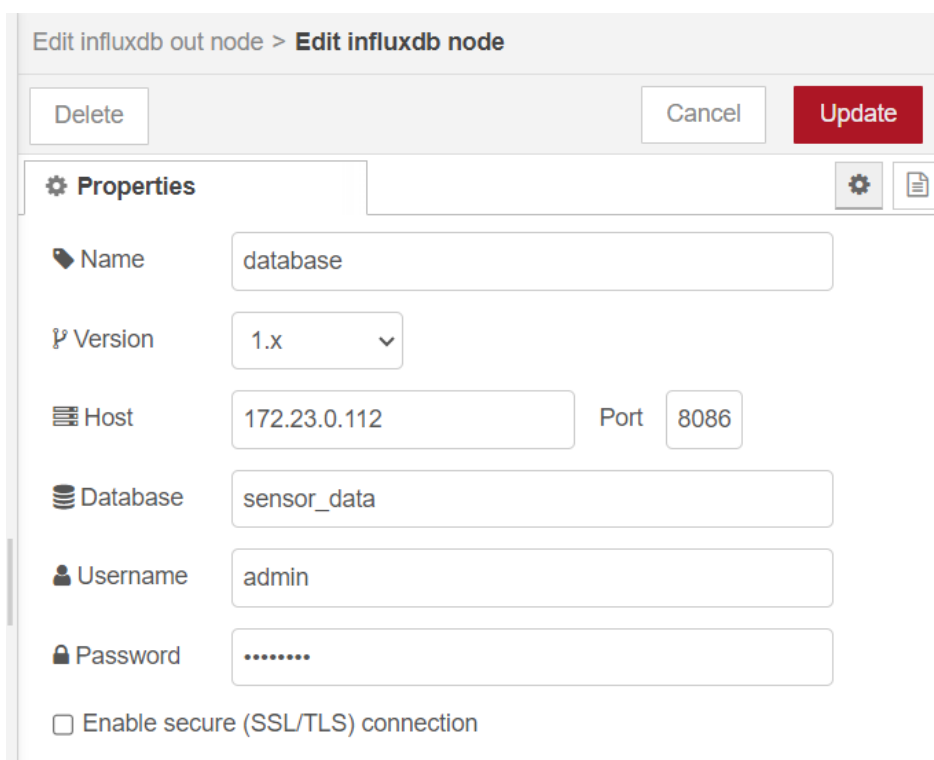 Edit influxdb out node > Edit influxdb node
Delete Cancel Update
Properties
Name database
Version 1.x
Host 172.23.0.112 Port 8086
Database sensor_data
Username admin
Password ••••••••
Enable secure (SSL/TLS) connection